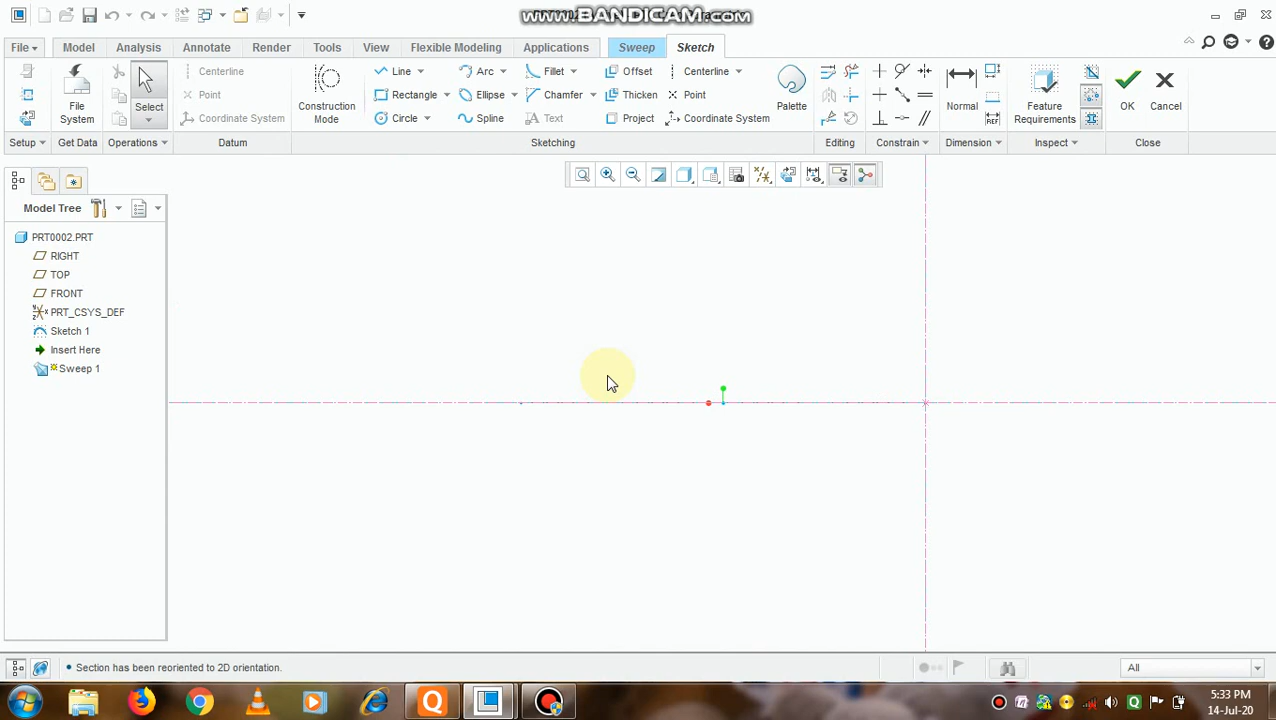 www.BANDICAM.com
File Model Analysis Annotate Render Tools View Flexible Modeling Applications Sweep Sketch
File System
Select
Centerline
Point
Coordinate System
Construction Mode
Line Arc Fillet Offset Centerline
Rectangle Ellipse Chamfer Thicken Point
Circle Spline Text Project Coordinate System
Palette
Normal
Feature Requirements
OK
Cancel
Setup Get Data Operations Datum Sketching Editing Constrain Dimension Inspect Close
Model Tree
PRT0002.PRT
RIGHT
TOP
FRONT
PRT_CSYS_DEF
Sketch 1
Insert Here
Sweep 1
Section has been reoriented to 2D orientation.
All
5:33 PM
14-Jul-20